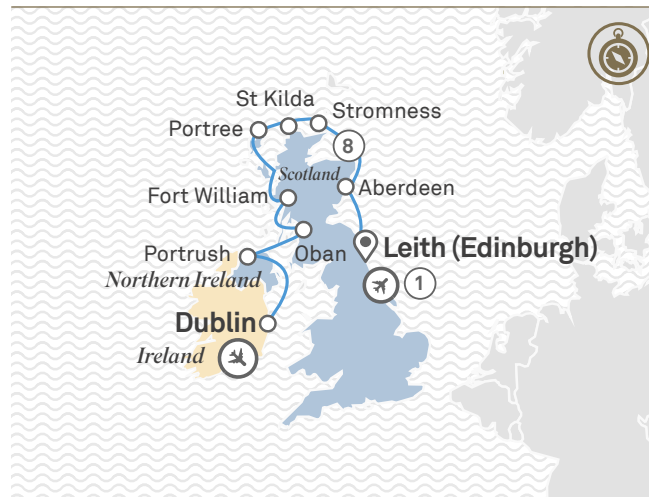 St Kilda
Stromness
Portree
8
Scotland
Aberdeen
Fort William
Oban
Leith (Edinburgh)
Portrush
Northern Ireland
1
Dublin
Ireland